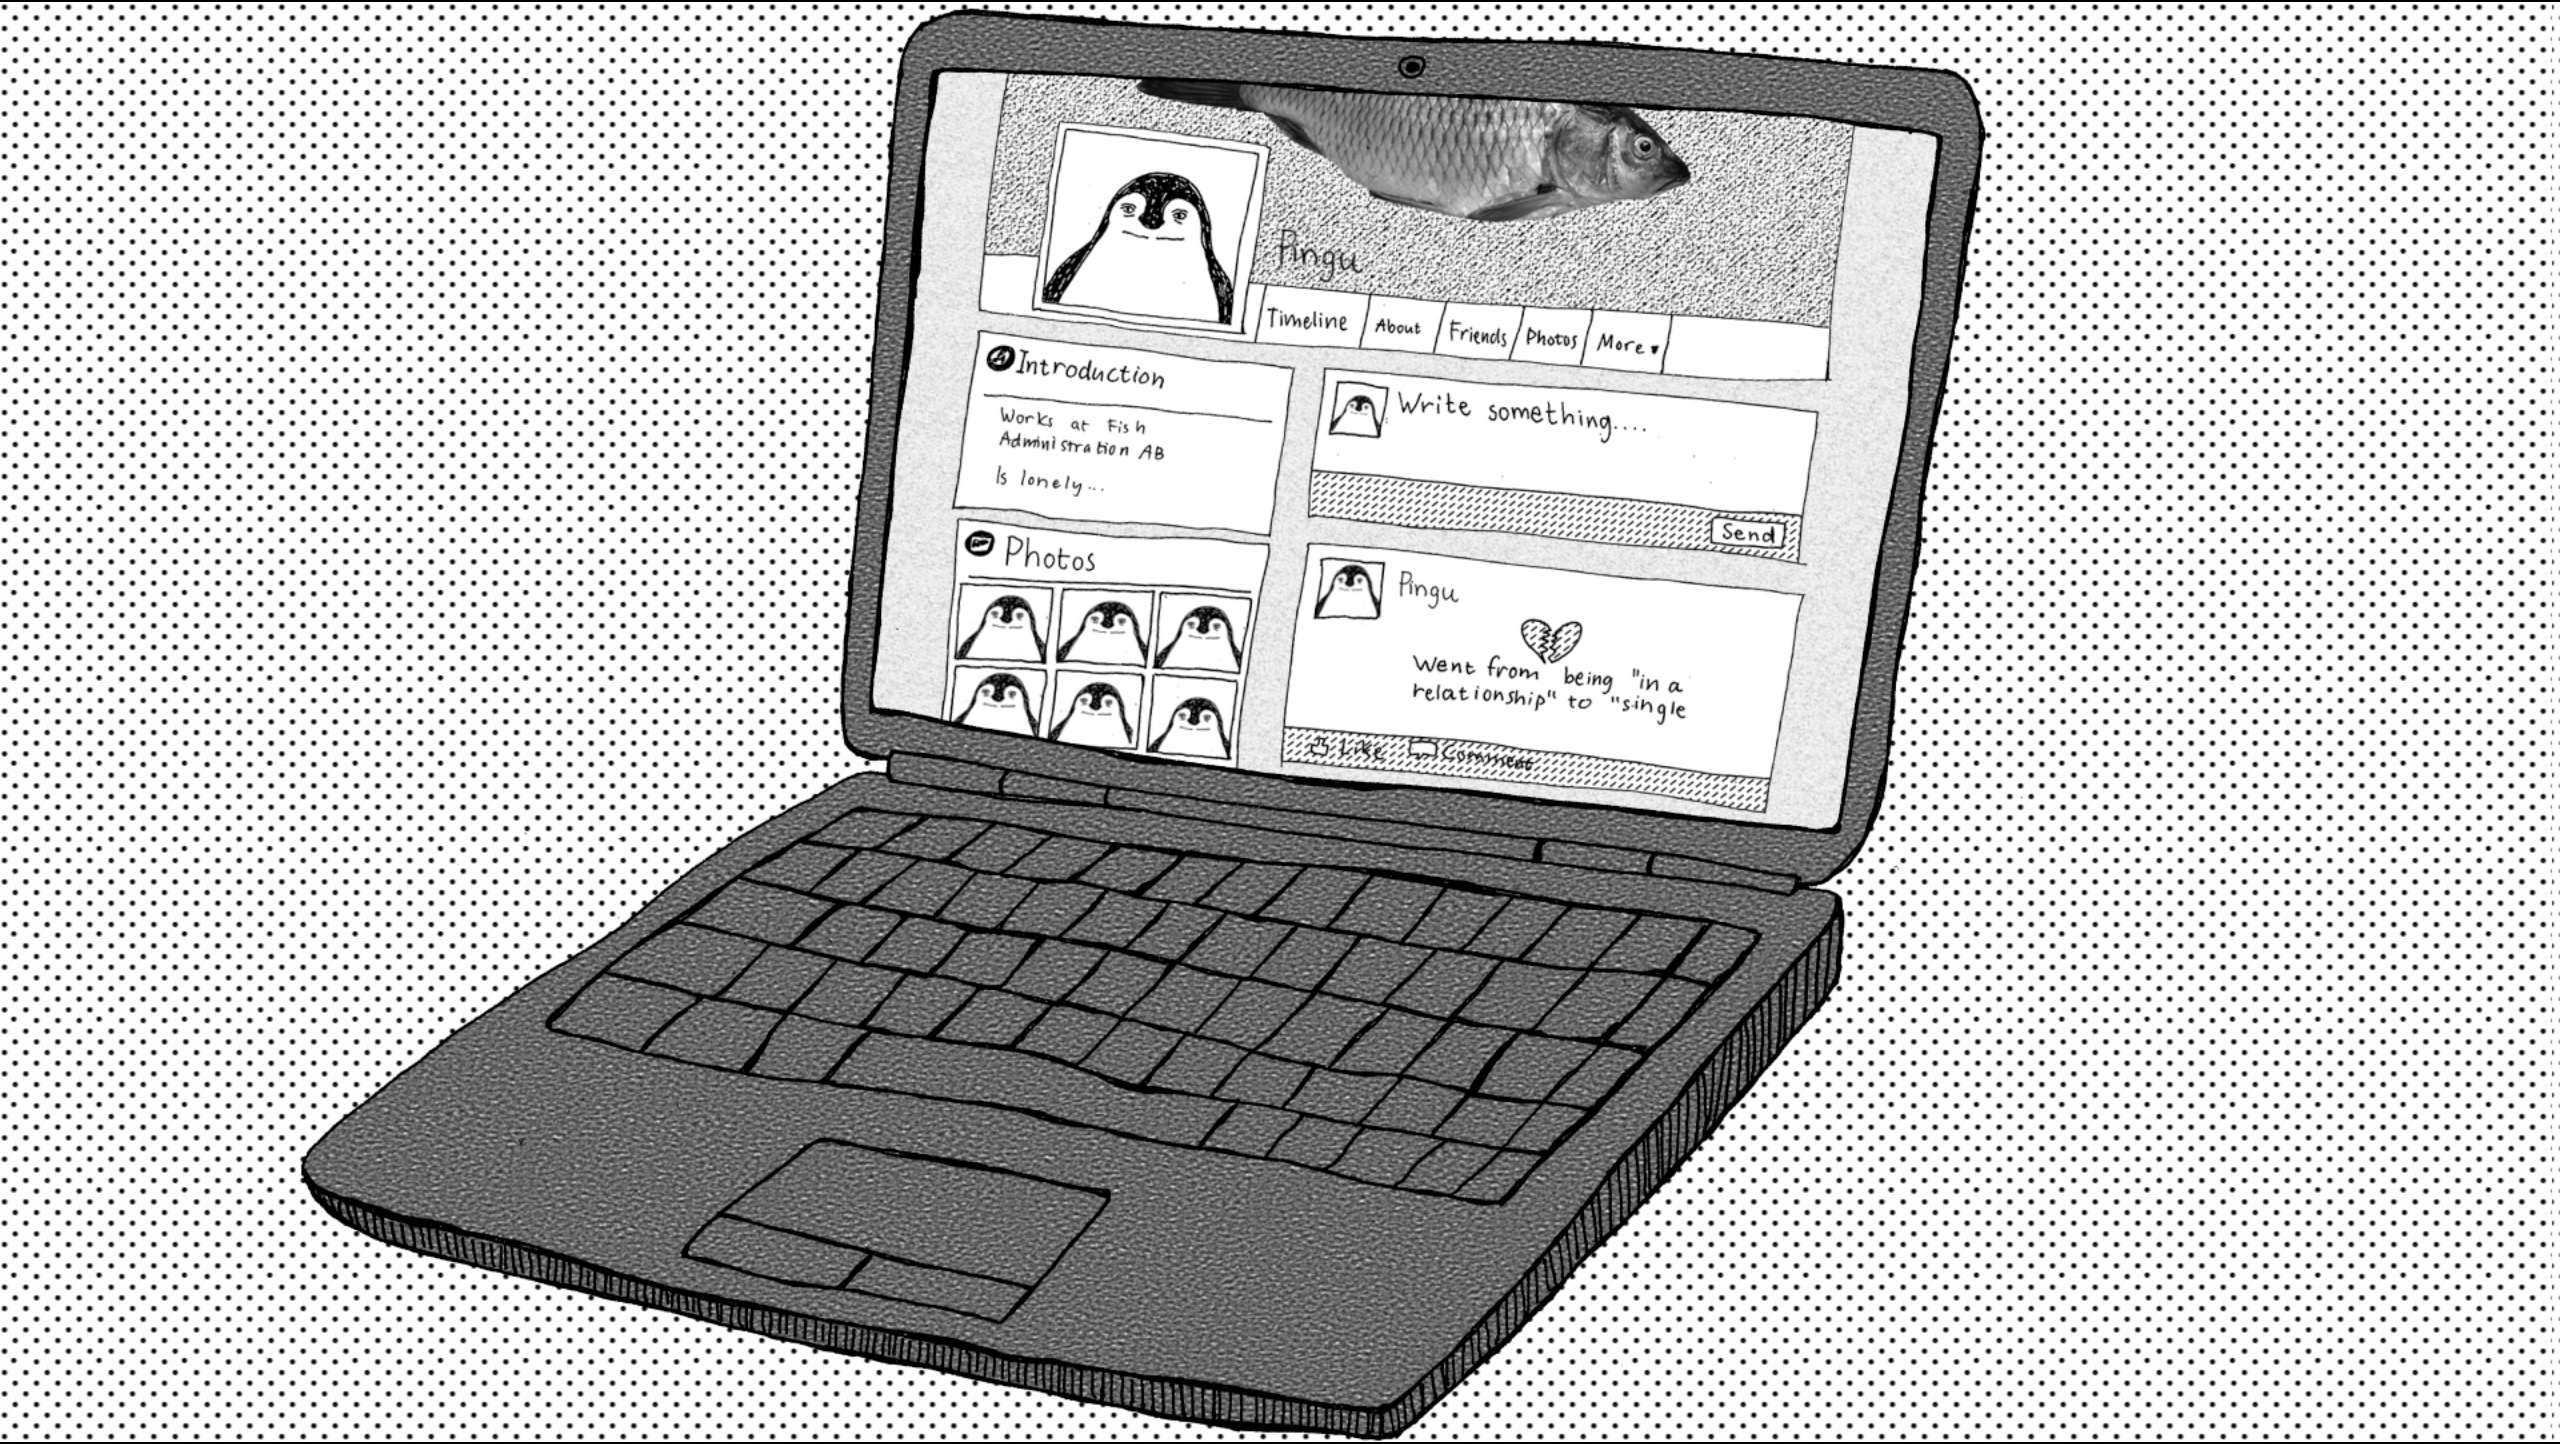 Pingu
Timeline
About
Friends
Photos
More
Introduction
Works at Fish
Administration AB
Is lonely...
Photos
Write something....
Send
Pingu
Went from being "in a
relationship" to "single
Like
Comment